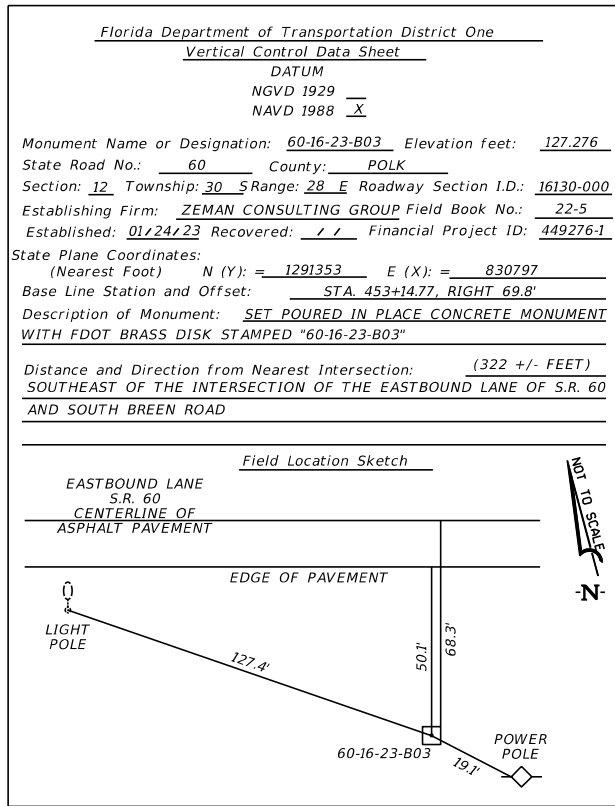 Florida Department of Transportation District One
Vertical Control Data Sheet
DATUM
NGVD 1929
NAVD 1988 X
Monument Name or Designation: 60-16-23-B03 Elevation feet: 127.276
State Road No.: 60 County: POLK
Section: 12 Township: 30 S Range: 28 E Roadway Section I.D.: 16130-000
Establishing Firm: ZEMAN CONSULTING GROUP Field Book No.: 22-5
Established: 01/24/23 Recovered: / / Financial Project ID: 449276-1
State Plane Coordinates:
(Nearest Foot) N (Y): = 1291353 E (X): = 830797
Base Line Station and Offset: STA. 453+14.77, RIGHT 69.8'
Description of Monument: SET POURED IN PLACE CONCRETE MONUMENT
WITH FDOT BRASS DISK STAMPED "60-16-23-B03"
Distance and Direction from Nearest Intersection: (322 +/- FEET)
SOUTHEAST OF THE INTERSECTION OF THE EASTBOUND LANE OF S.R. 60
AND SOUTH BREEN ROAD
Field Location Sketch
EASTBOUND LANE
S.R. 60
CENTERLINE OF
ASPHALT PAVEMENT
NOT TO SCALE
-N-
EDGE OF PAVEMENT
LIGHT
POLE
127.4'
50.1'
68.3'
60-16-23-B03
19.1'
POWER
POLE